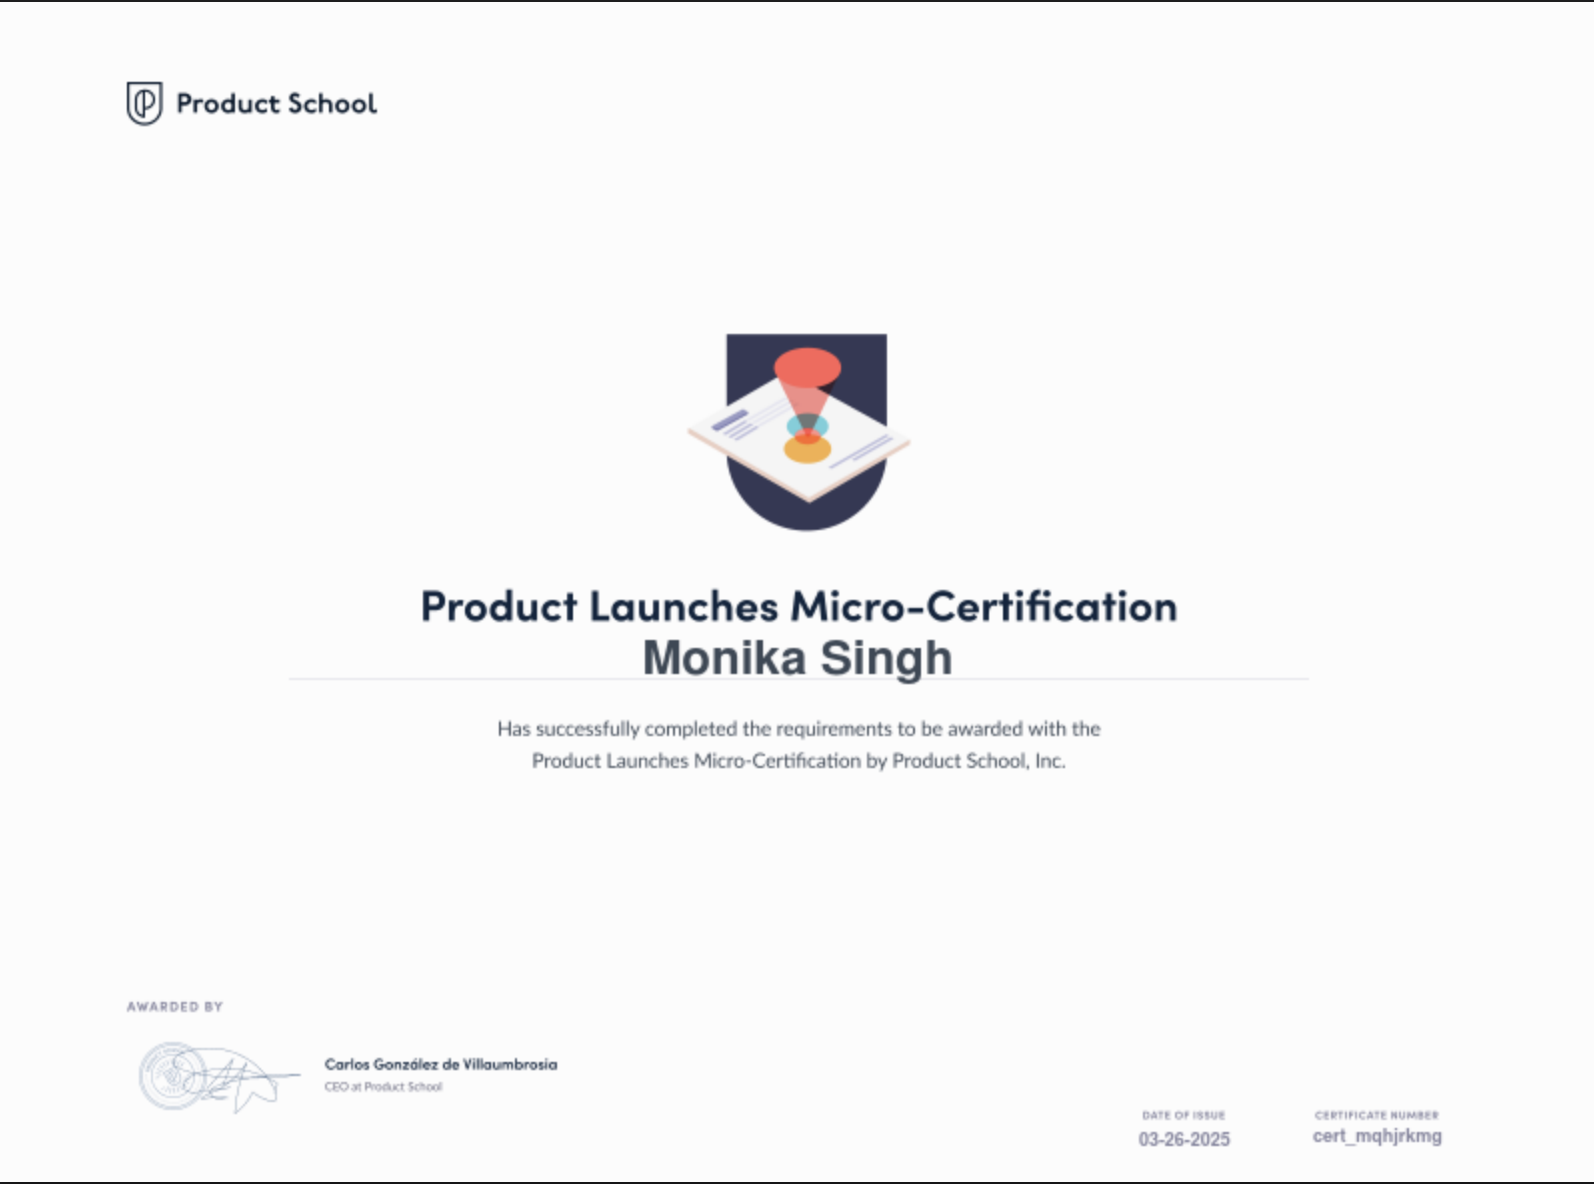 Product School
Product Launches Micro-Certification
Monika Singh
Has successfully completed the requirements to be awarded with the
Product Launches Micro-Certification by Product School, Inc.
AWARDED BY
Carlos González de Villaumbrosia
CEO at Product School
DATE OF ISSUE
03-26-2025
CERTIFICATE NUMBER
cert_mqhjrkmg